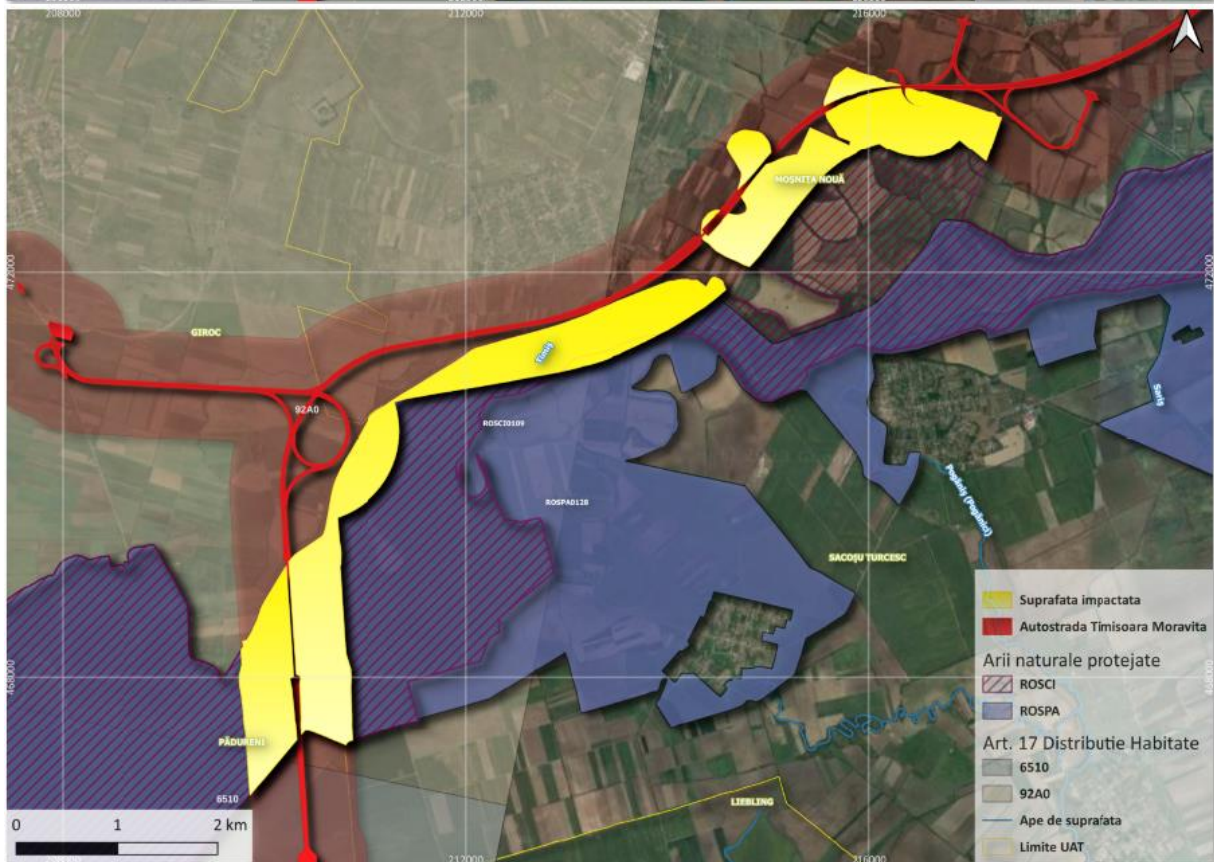 208000
212000
216000
MOȘNIȚA NOUĂ
472000
472000
GIROC
Timiș
Suriș
92A0
ROSCI0109
Pogăniș (Pogănici)
ROSPA0128
SACOȘU TURCESC
Suprafata impactata
Autostrada Timisoara Moravita
Arii naturale protejate
ROSCI
ROSPA
468000
468000
PĂDURENI
Art. 17 Distributie Habitate
6510
6510
92A0
LIEBLING
Ape de suprafata
Limite UAT
0 1 2 km
212000
216000